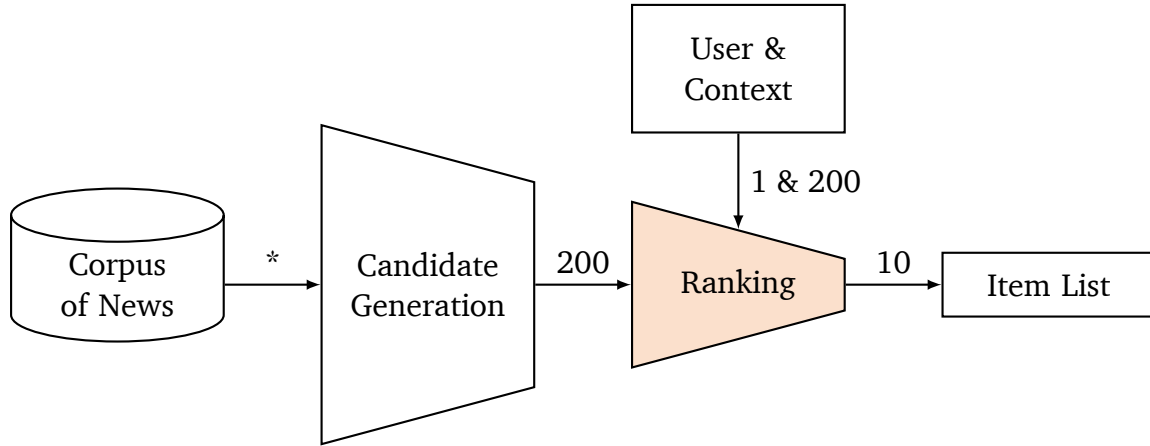 User &
Context
1 & 200
Corpus
of News
*
Candidate
Generation
200
Ranking
10
Item List